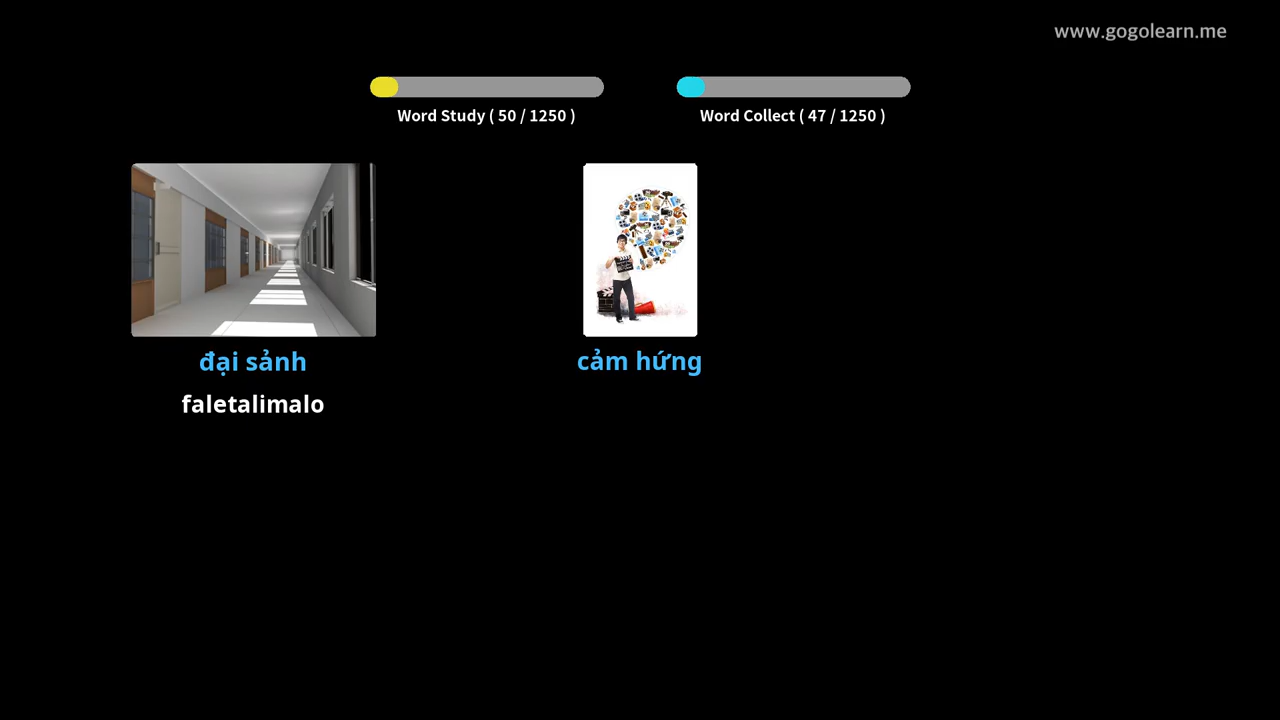 www.gogolearn.me
Word Study ( 50 / 1250 )
Word Collect ( 47 / 1250 )
đại sảnh
cảm hứng
faletalimalo